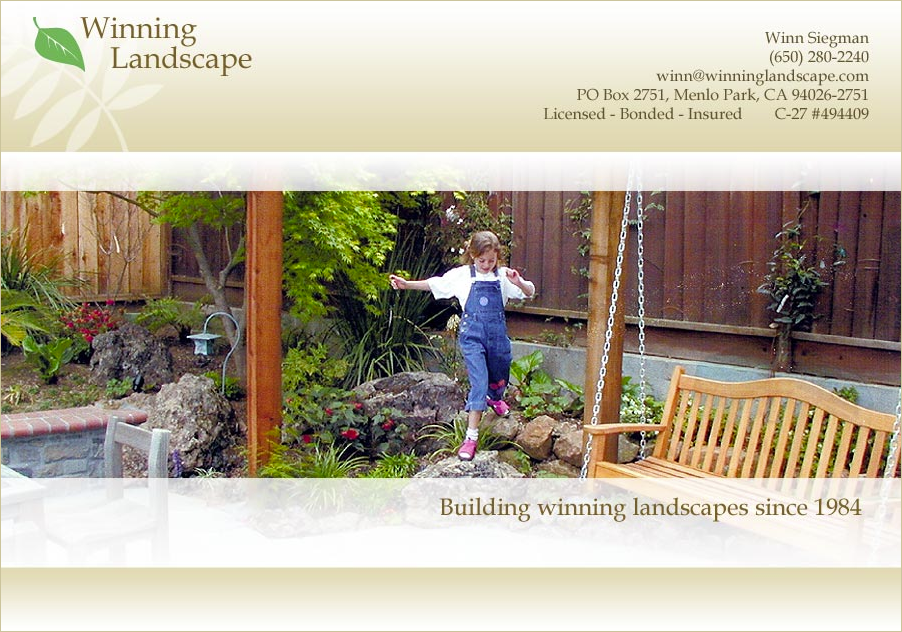 Winning
Landscape
Winn Siegman
(650) 280-2240
winn@winninglandscape.com
PO Box 2751, Menlo Park, CA 94026-2751
Licensed - Bonded - Insured C-27 #494409
Building winning landscapes since 1984